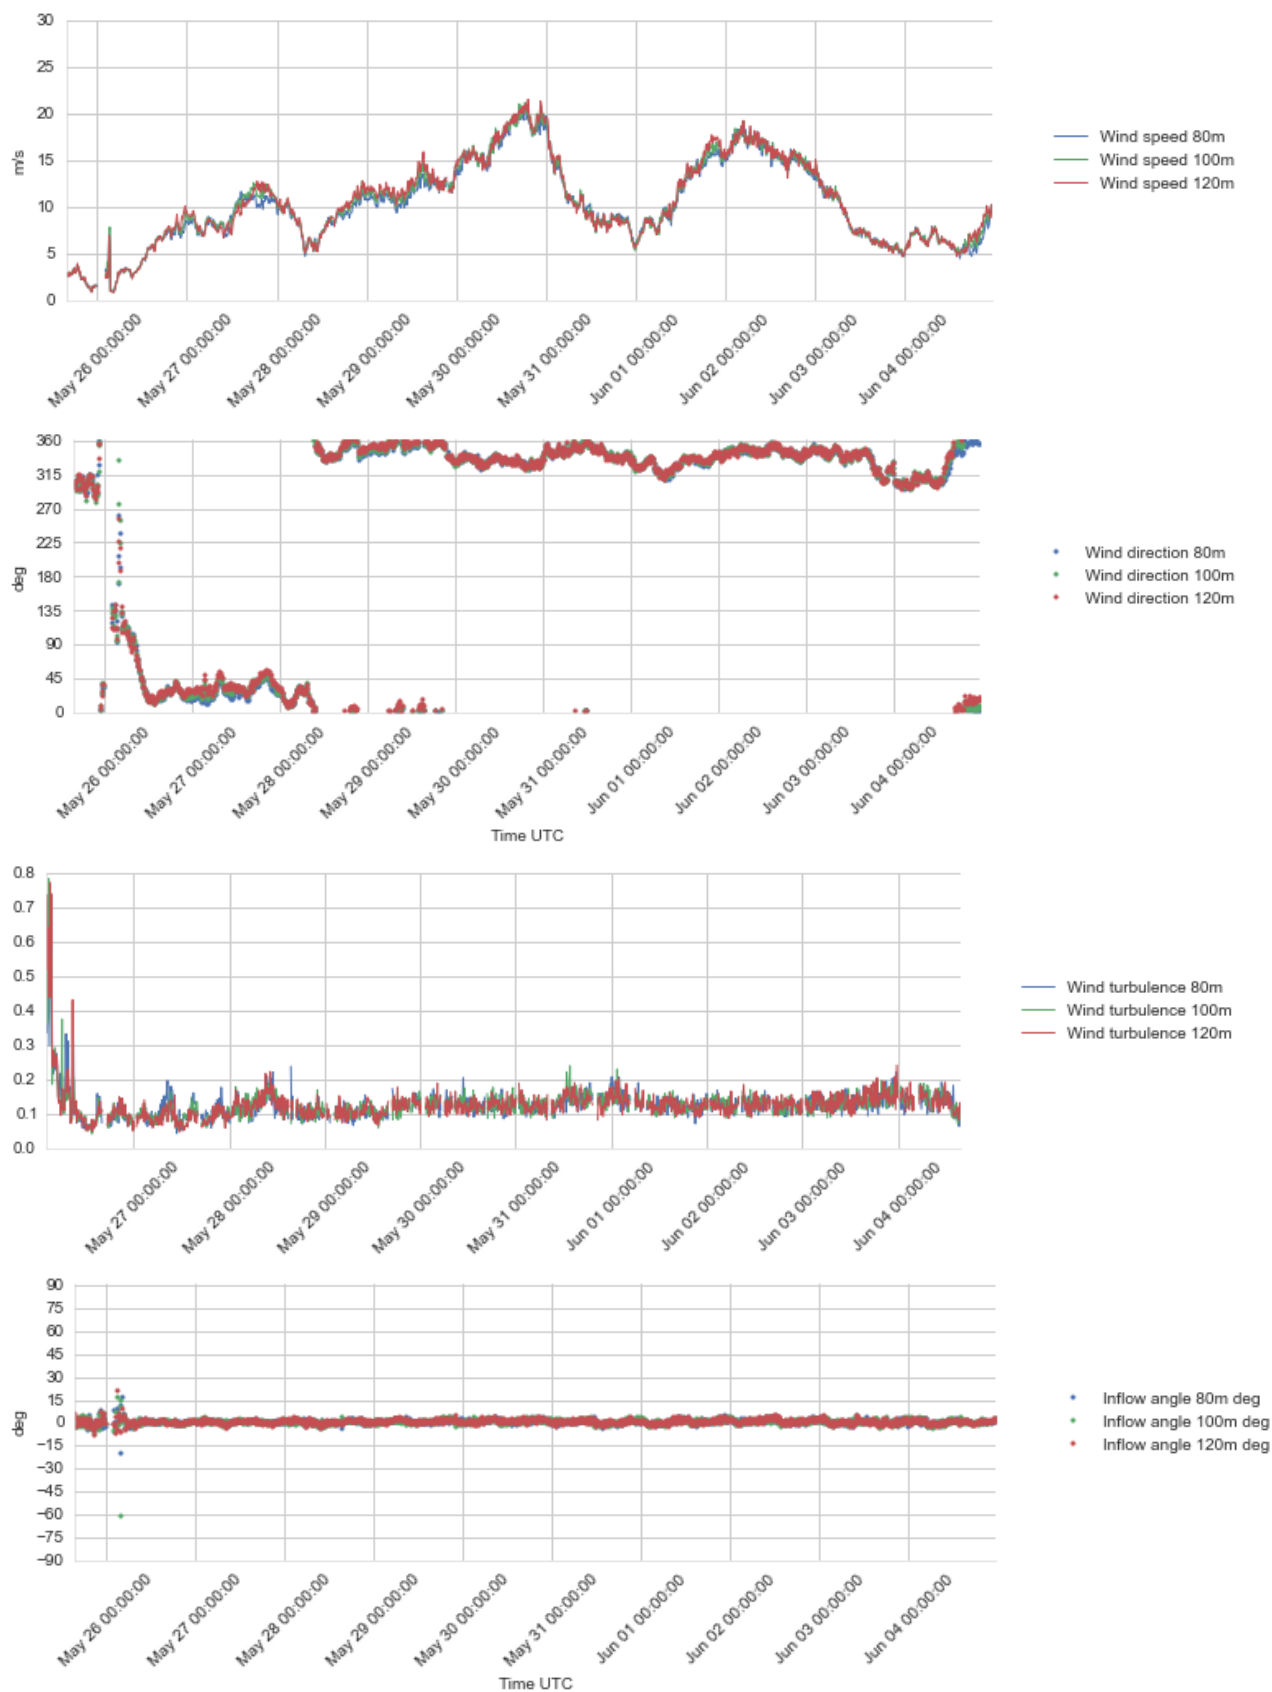 30
25
20
15
10
5
0
m/s
Wind speed 80m
Wind speed 100m
Wind speed 120m
May 26 00:00:00
May 27 00:00:00
May 28 00:00:00
May 29 00:00:00
May 30 00:00:00
May 31 00:00:00
Jun 01 00:00:00
Jun 02 00:00:00
Jun 03 00:00:00
Jun 04 00:00:00
360
315
270
225
180
135
90
45
0
deg
Wind direction 80m
Wind direction 100m
Wind direction 120m
May 26 00:00:00
May 27 00:00:00
May 28 00:00:00
May 29 00:00:00
May 30 00:00:00
May 31 00:00:00
Jun 01 00:00:00
Jun 02 00:00:00
Jun 03 00:00:00
Jun 04 00:00:00
Time UTC
0.8
0.7
0.6
0.5
0.4
0.3
0.2
0.1
0.0
Wind turbulence 80m
Wind turbulence 100m
Wind turbulence 120m
May 27 00:00:00
May 28 00:00:00
May 29 00:00:00
May 30 00:00:00
May 31 00:00:00
Jun 01 00:00:00
Jun 02 00:00:00
Jun 03 00:00:00
Jun 04 00:00:00
90
75
60
45
30
15
0
−15
−30
−45
−60
−75
−90
deg
Inflow angle 80m deg
Inflow angle 100m deg
Inflow angle 120m deg
May 26 00:00:00
May 27 00:00:00
May 28 00:00:00
May 29 00:00:00
May 30 00:00:00
May 31 00:00:00
Jun 01 00:00:00
Jun 02 00:00:00
Jun 03 00:00:00
Jun 04 00:00:00
Time UTC